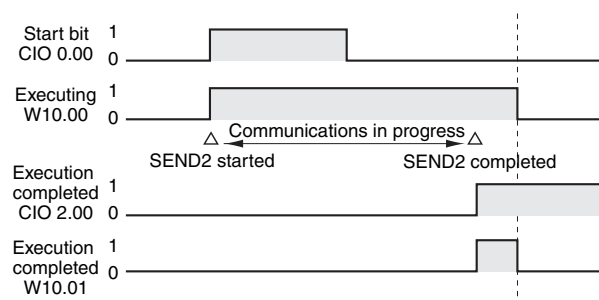 Start bit
CIO 0.00
1
0
Executing
W10.00
1
0
Communications in progress
SEND2 started
SEND2 completed
Execution
completed
CIO 2.00
1
0
Execution
completed
W10.01
1
0